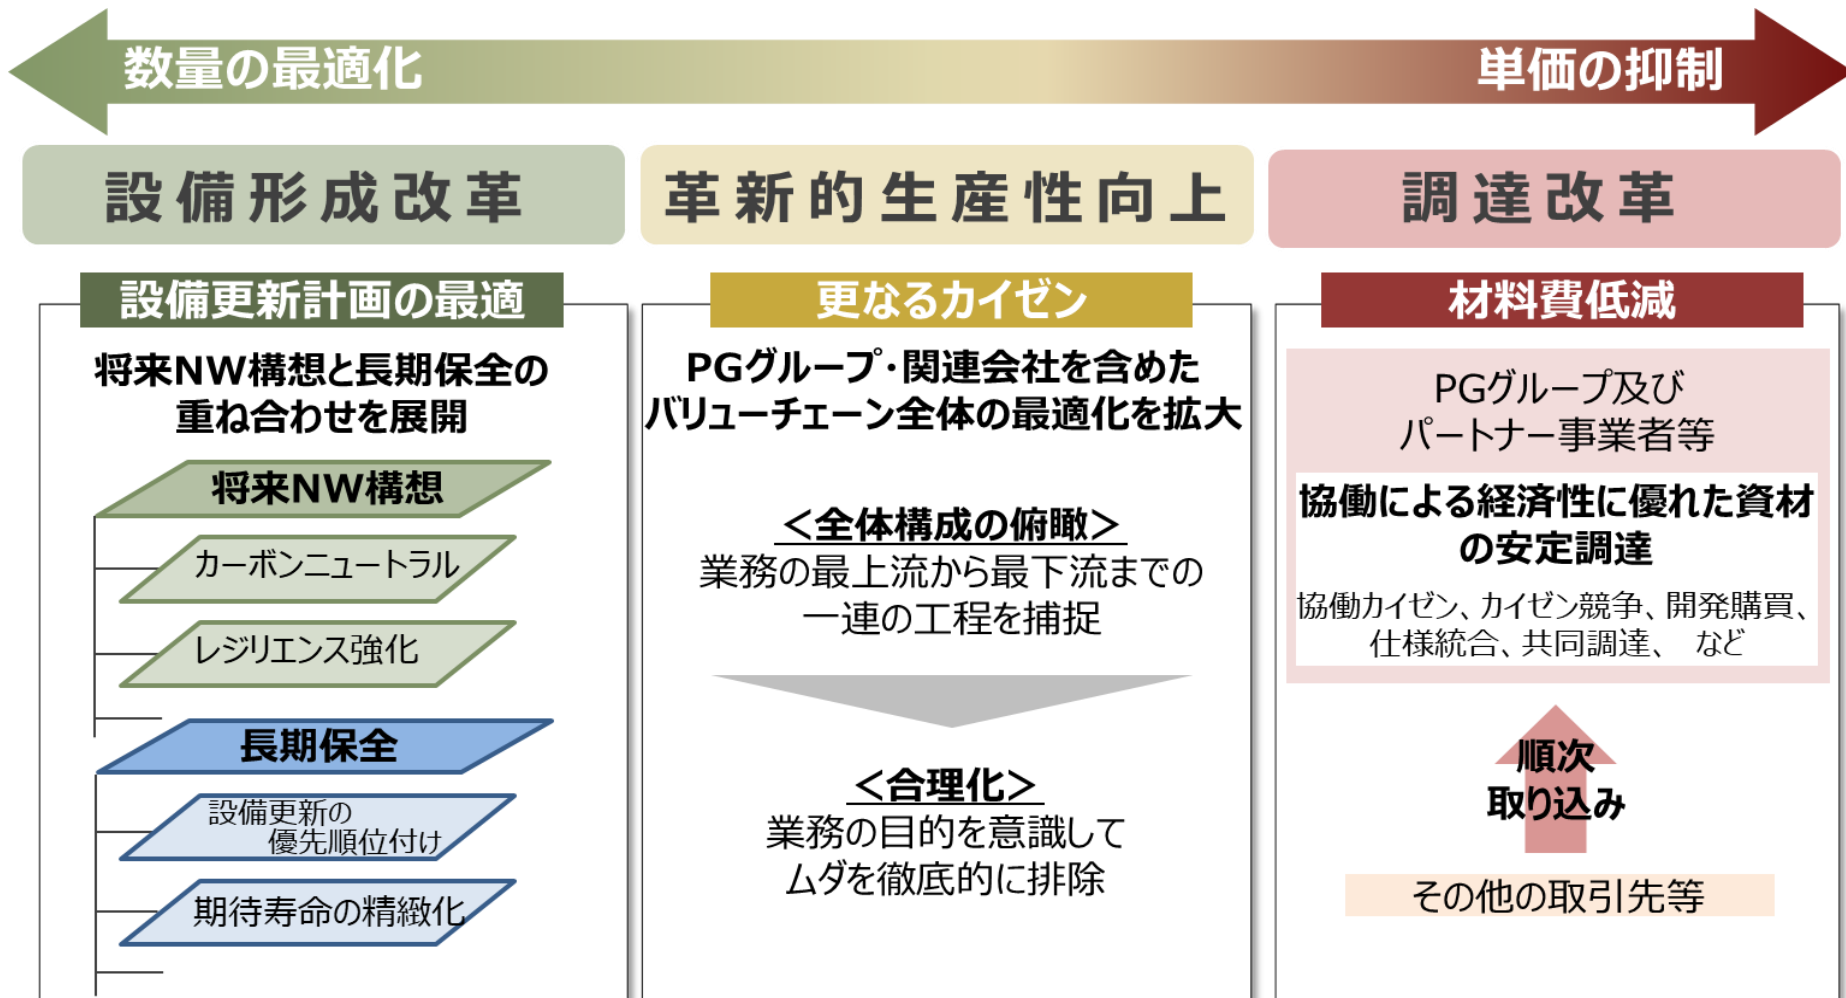 数量の最適化
単価の抑制
設備形成改革
革新的生産性向上
調達改革
設備更新計画の最適
将来NW構想と長期保全の
重ね合わせを展開
将来NW構想
カーボンニュートラル
レジリエンス強化
長期保全
設備更新の
優先順位付け
期待寿命の精緻化
更なるカイゼン
PGグループ・関連会社を含めた
バリューチェーン全体の最適化を拡大
＜全体構成の俯瞰＞
業務の最上流から最下流までの
一連の工程を捕捉
＜合理化＞
業務の目的を意識して
ムダを徹底的に排除
材料費低減
PGグループ及び
パートナー事業者等
協働による経済性に優れた資材
の安定調達
協働カイゼン、カイゼン競争、開発購買、
仕様統合、共同調達、　など
順次
取り込み
その他の取引先等